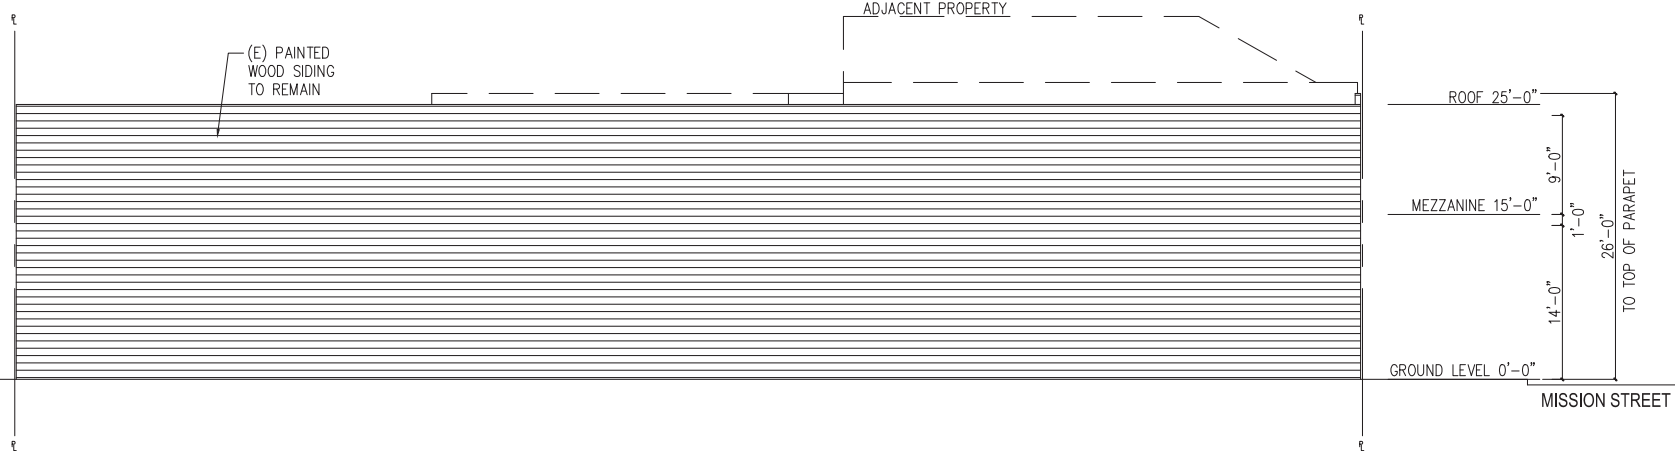 ADJACENT PROPERTY
℄
℄
(E) PAINTED
WOOD SIDING
TO REMAIN
ROOF 25'-0"
9'-0"
MEZZANINE 15'-0"
1'-0"
26'-0"
TO TOP OF PARAPET
14'-0"
GROUND LEVEL 0'-0"
MISSION STREET
℄
℄